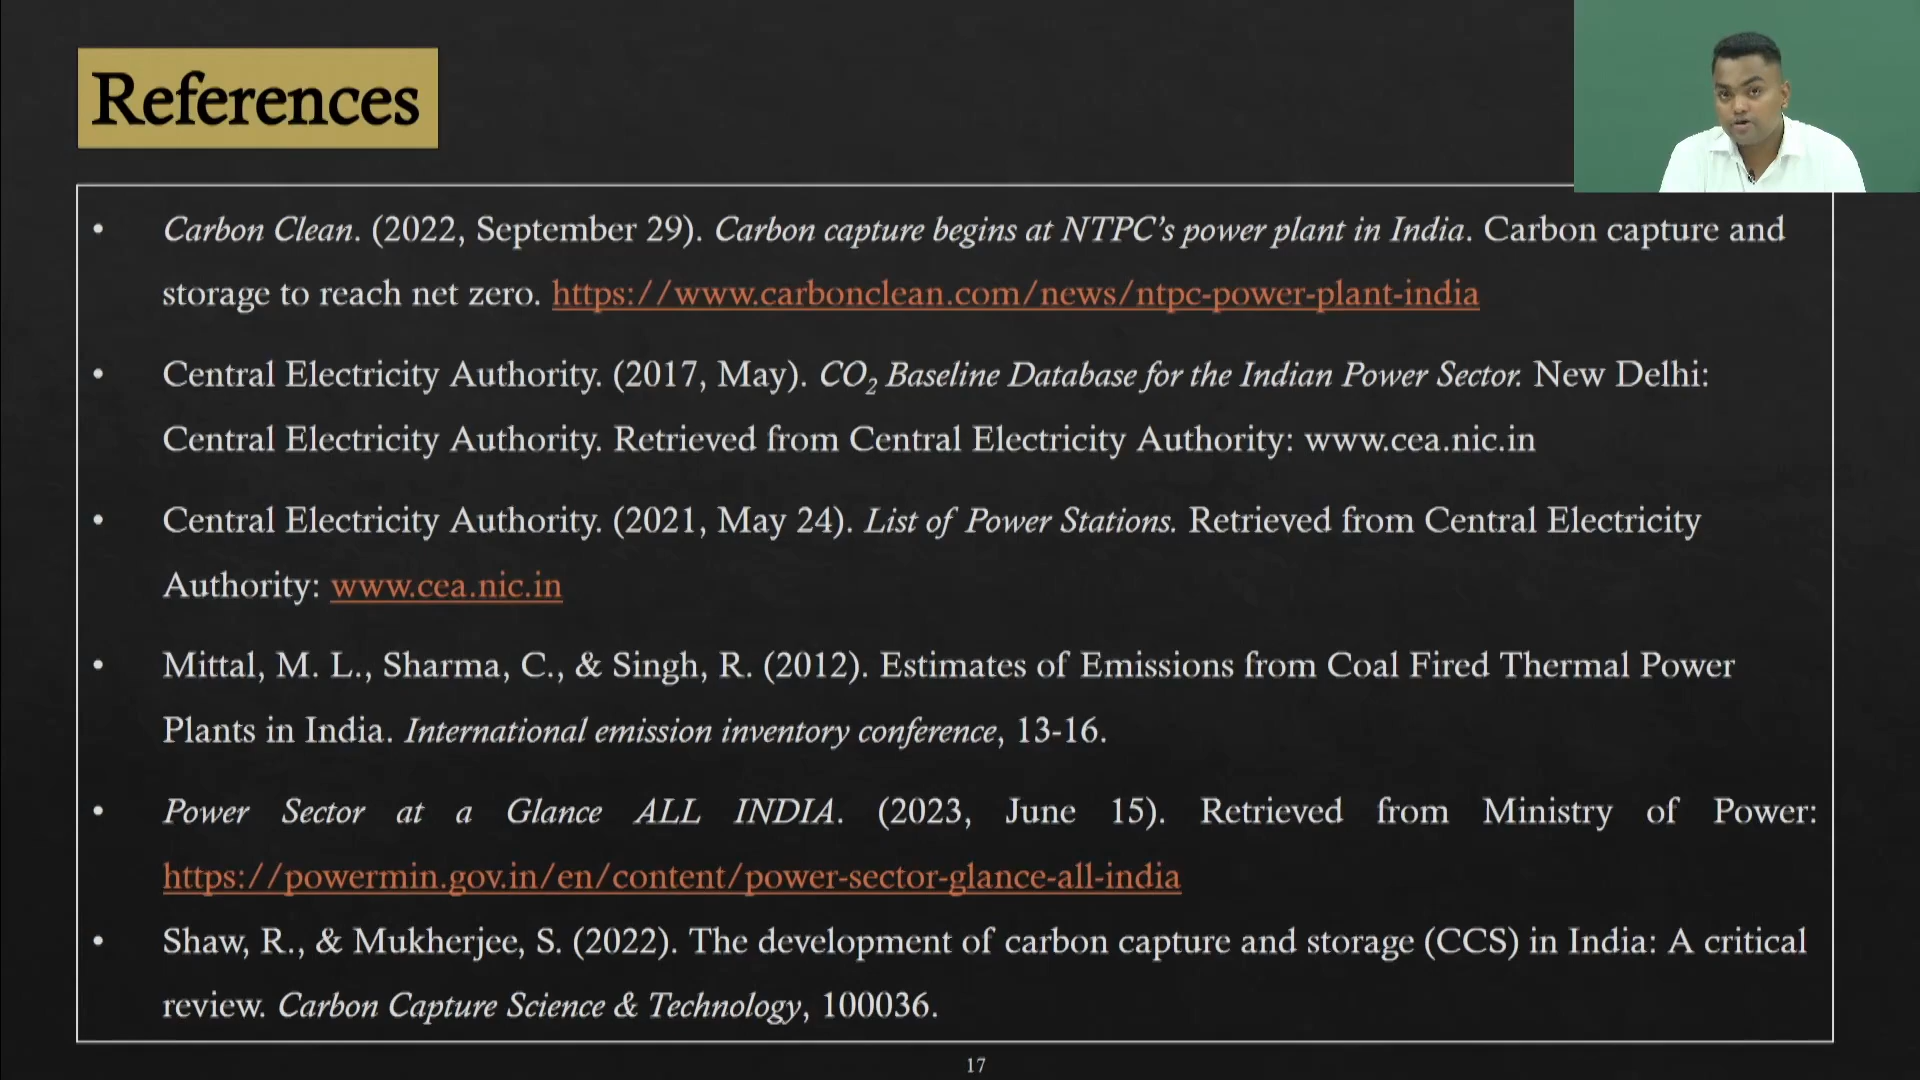 References
• Carbon Clean. (2022, September 29). Carbon capture begins at NTPC's power plant in India. Carbon capture and
storage to reach net zero. https://www.carbonclean.com/news/ntpc-power-plant-india
• Central Electricity Authority. (2017, May). CO₂ Baseline Database for the Indian Power Sector. New Delhi:
Central Electricity Authority. Retrieved from Central Electricity Authority: www.cea.nic.in
• Central Electricity Authority. (2021, May 24). List of Power Stations. Retrieved from Central Electricity
Authority: www.cea.nic.in
• Mittal, M. L., Sharma, C., & Singh, R. (2012). Estimates of Emissions from Coal Fired Thermal Power
Plants in India. International emission inventory conference, 13-16.
• Power Sector at a Glance ALL INDIA. (2023, June 15). Retrieved from Ministry of Power:
https://powermin.gov.in/en/content/power-sector-glance-all-india
• Shaw, R., & Mukherjee, S. (2022). The development of carbon capture and storage (CCS) in India: A critical
review. Carbon Capture Science & Technology, 100036.
17